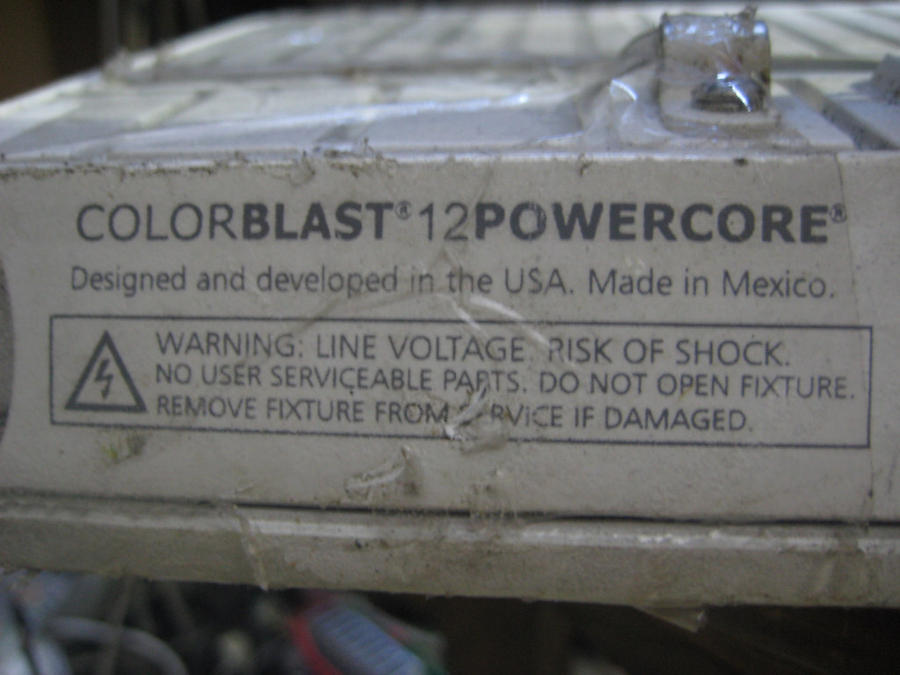 COLORBLAST® 12POWERCORE®
Designed and developed in the USA. Made in Mexico.
WARNING: LINE VOLTAGE RISK OF SHOCK.
NO USER SERVICEABLE PARTS. DO NOT OPEN FIXTURE.
REMOVE FIXTURE FROM SERVICE IF DAMAGED.